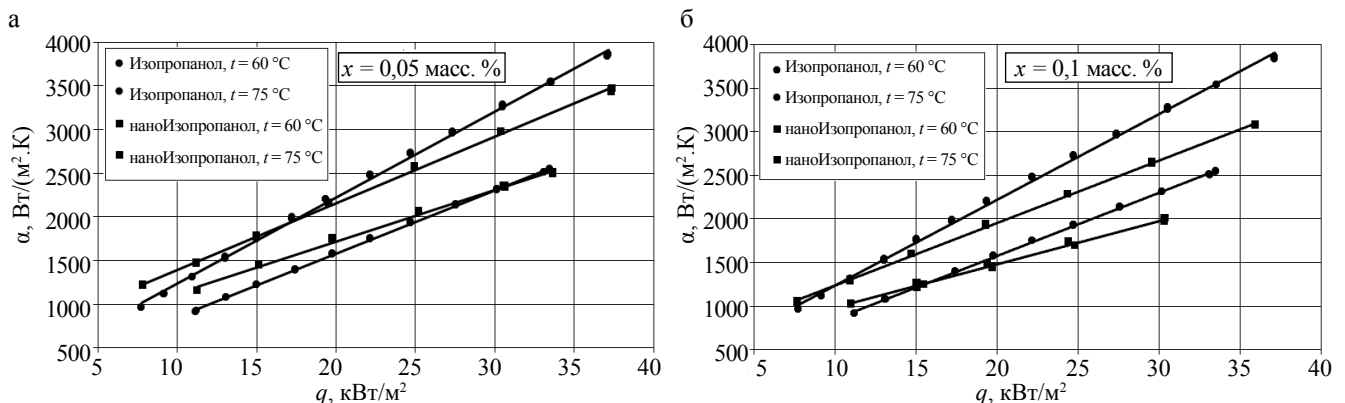 а
α, Вт/(м².К)
4000
3500
3000
2500
2000
1500
1000
500
Изопропанол, t = 60 °C
Изопропанол, t = 75 °C
наноИзопропанол, t = 60 °C
наноИзопропанол, t = 75 °C
x = 0,05 масс. %
5 10 15 20 25 30 35 40
q, кВт/м²
б
α, Вт/(м².К)
4000
3500
3000
2500
2000
1500
1000
500
Изопропанол, t = 60 °C
Изопропанол, t = 75 °C
наноИзопропанол, t = 60 °C
наноИзопропанол, t = 75 °C
x = 0,1 масс. %
5 10 15 20 25 30 35 40
q, кВт/м²